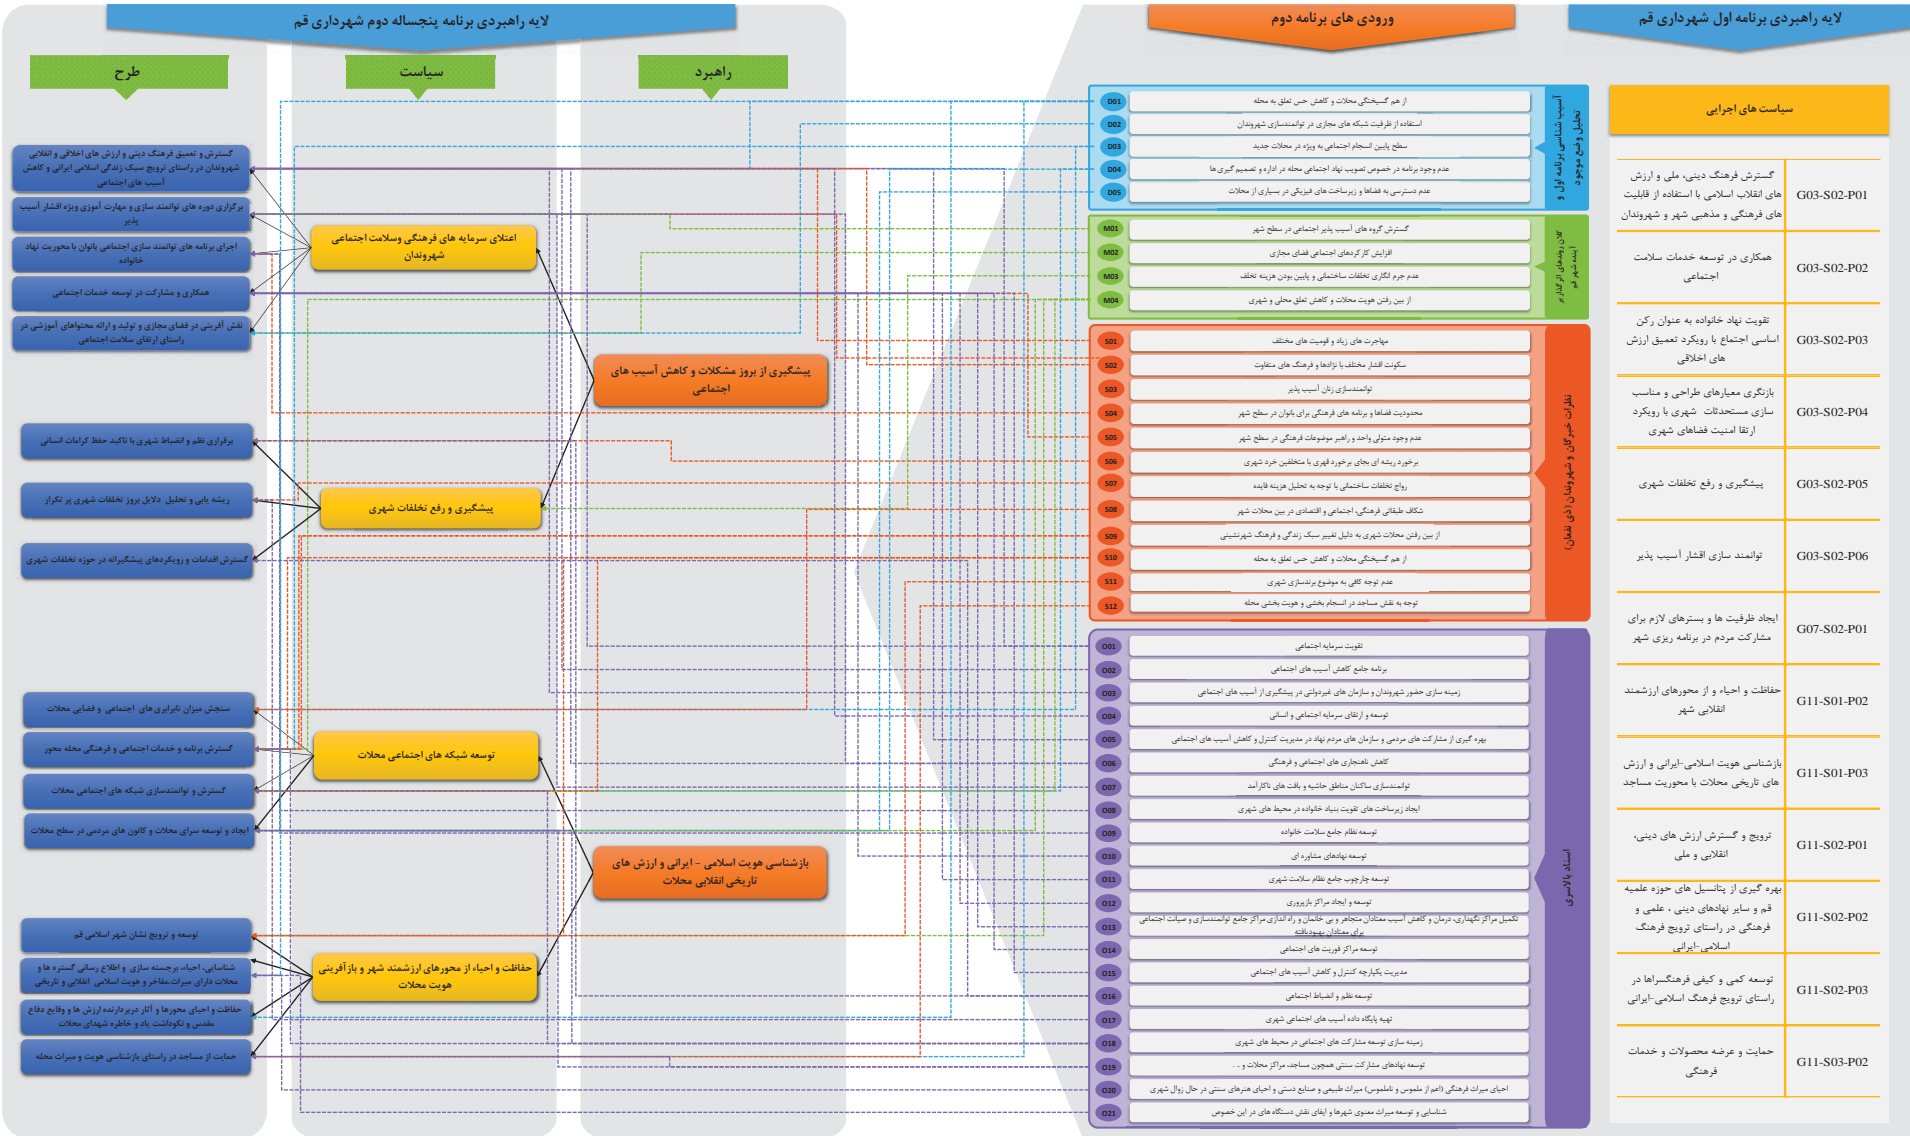 لایه راهبردی برنامه اول شهرداری قم
ورودی های برنامه دوم
لایه راهبردی برنامه پنجساله دوم شهرداری قم
سیاست های اجرایی
گسترش فرهنگ دینی، ملی و ارزش
های انقلاب اسلامی با استفاده از قابلیت
های فرهنگی و مذهبی شهر و شهروندان
G03-S02-P01
همکاری در توسعه خدمات سلامت
اجتماعی
G03-S02-P02
تقویت نهاد خانواده به عنوان رکن
اساسی اجتماع با رویکرد تعمیق ارزش
های اخلاقی
G03-S02-P03
بازنگری معیارهای طراحی و مناسب
سازی مستحدثات شهری با رویکرد
ارتقا امنیت فضاهای شهری
G03-S02-P04
پیشگیری و رفع تخلفات شهری
G03-S02-P05
توانمند سازی اقشار آسیب پذیر
G03-S02-P06
ایجاد ظرفیت ها و بسترهای لازم برای
مشارکت مردم در برنامه ریزی شهر
G07-S02-P01
حفاظت و احیاء و از محورهای ارزشمند
انقلابی شهر
G11-S01-P02
بازشناسی هویت اسلامی-ایرانی و ارزش
های تاریخی محلات با محوریت مساجد
G11-S01-P03
ترویج و گسترش ارزش های دینی،
انقلابی و ملی
G11-S02-P01
بهره گیری از پتانسیل های حوزه علمیه
قم و سایر نهادهای دینی ، علمی و
فرهنگی در راستای ترویج فرهنگ
اسلامی-ایرانی
G11-S02-P02
توسعه کمی و کیفی فرهنگسراها در
راستای ترویج فرهنگ اسلامی-ایرانی
G11-S02-P03
حمایت و عرضه محصولات و خدمات
فرهنگی
G11-S03-P02
آسیب شناسی برنامه اول و
تحلیل وضع موجود
D01 از هم گسیختگی محلات و کاهش حس تعلق به محله
D02 استفاده از ظرفیت شبکه های مجازی در توانمندسازی شهروندان
D03 سطح پایین انسجام اجتماعی به ویژه در محلات جدید
D04 عدم وجود برنامه در خصوص تصویب نهاد اجتماعی محله در اداره و تصمیم گیری ها
D05 عدم دسترسی به فضاها و زیرساخت های فیزیکی در بسیاری از محلات
کلان روندهای اثرگذار بر
آینده شهر قم
M01 گسترش گروه های آسیب پذیر اجتماعی در سطح شهر
M02 افزایش کارکردهای اجتماعی فضای مجازی
M03 عدم جرم انگاری تخلفات ساختمانی و پایین بودن هزینه تخلف
M04 از بین رفتن هویت محلات و کاهش تعلق محلی و شهری
نظرات خبرگان و شهروندان (ذی نفعان)
S01 مهاجرت های زیاد و قومیت های مختلف
S02 سکونت اقشار مختلف با نژادها و فرهنگ های متفاوت
S03 توانمندسازی زنان آسیب پذیر
S04 محدودیت فضاها و برنامه های فرهنگی برای بانوان در سطح شهر
S05 عدم وجود متولی واحد و راهبر موضوعات فرهنگی در سطح شهر
S06 برخورد ریشه ای بجای برخورد قهری با متخلفین خرد شهری
S07 رواج تخلفات ساختمانی با توجه به تحلیل هزینه فایده
S08 شکاف طبقاتی فرهنگی، اجتماعی و اقتصادی در بین محلات شهر
S09 از بین رفتن محلات شهری به دلیل تغییر سبک زندگی و فرهنگ شهرنشینی
S10 از هم گسیختگی محلات و کاهش حس تعلق به محله
S11 عدم توجه کافی به موضوع برندسازی شهری
S12 توجه به نقش مساجد در انسجام بخشی و هویت بخشی محله
اسناد بالادستی
O01 تقویت سرمایه اجتماعی
O02 برنامه جامع کاهش آسیب های اجتماعی
O03 زمینه سازی حضور شهروندان و سازمان های غیردولتی در پیشگیری از آسیب های اجتماعی
O04 توسعه و ارتقای سرمایه اجتماعی و انسانی
O05 بهره گیری از مشارکت های مردمی و سازمان های مردم نهاد در مدیریت کنترل و کاهش آسیب های اجتماعی
O06 کاهش ناهنجاری های اجتماعی و فرهنگی
O07 توانمندسازی ساکنان مناطق حاشیه و بافت های ناکارآمد
O08 ایجاد زیرساخت های تقویت بنیاد خانواده در محیط های شهری
O09 توسعه نظام جامع سلامت خانواده
O10 توسعه نهادهای مشاوره ای
O11 توسعه چارچوب جامع نظام سلامت شهری
O12 توسعه و ایجاد مراکز بازپروری
O13 تکمیل مراکز نگهداری، درمان و کاهش آسیب معتادان متجاهر و بی خانمان و راه اندازی مراکز جامع توانمندسازی و صیانت اجتماعی
برای معتادان بهبودیافته
O14 توسعه مراکز فوریت های اجتماعی
O15 مدیریت یکپارچه کنترل و کاهش آسیب های اجتماعی
O16 توسعه نظم و انضباط اجتماعی
O17 تهیه پایگاه داده آسیب های اجتماعی شهری
O18 زمینه سازی توسعه مشارکت های اجتماعی در محیط های شهری
O19 توسعه نهادهای مشارکت سنتی همچون مساجد، مراکز محلات و . . .
O20 احیای میراث فرهنگی (اعم از ملموس و ناملموس) میراث طبیعی و صنایع دستی و احیای هنرهای سنتی در حال زوال شهری
O21 شناسایی و توسعه میراث معنوی شهرها و ایفای نقش دستگاه های در این خصوص
راهبرد
پیشگیری از بروز مشکلات و کاهش آسیب های
اجتماعی
بازشناسی هویت اسلامی – ایرانی و ارزش های
تاریخی انقلابی محلات
سیاست
اعتلای سرمایه های فرهنگی وسلامت اجتماعی
شهروندان
پیشگیری و رفع تخلفات شهری
توسعه شبکه های اجتماعی محلات
حفاظت و احیاء از محورهای ارزشمند شهر و بازآفرینی
هویت محلات
طرح
گسترش و تعمیق فرهنگ دینی و ارزش های اخلاقی و انقلابی
شهروندان در راستای ترویج سبک زندگی اسلامی ایرانی و کاهش
آسیب های اجتماعی
برگزاری دوره های توانمند سازی و مهارت آموزی ویژه اقشار آسیب
پذیر
اجرای برنامه های توانمند سازی اجتماعی بانوان با محوریت نهاد
خانواده
همکاری و مشارکت در توسعه خدمات اجتماعی
نقش آفرینی در فضای مجازی و تولید و ارائه محتواهای آموزشی در
راستای ارتقای سلامت اجتماعی
برقراری نظم و انضباط شهری با تاکید حفظ کرامات انسانی
ریشه یابی و تحلیل دلایل بروز تخلفات شهری پر تکرار
گسترش اقدامات و رویکردهای پیشگیرانه در حوزه تخلفات شهری
سنجش میزان نابرابری های اجتماعی و فضایی محلات
گسترش برنامه و خدمات اجتماعی و فرهنگی محله محور
گسترش و توانمندسازی شبکه های اجتماعی محلات
ایجاد و توسعه سرای محلات و کانون های مردمی در سطح محلات
توسعه و ترویج نشان شهر اسلامی قم
شناسایی، احیاء، برجسته سازی و اطلاع رسانی گستره ها و
محلات دارای میراث،مفاخر و هویت اسلامی انقلابی و تاریخی
حفاظت و احیای محورها و آثار دربردارنده ارزش ها و وقایع دفاع
مقدس و نکوداشت یاد و خاطره شهدای محلات
حمایت از مساجد در راستای بازشناسی هویت و میراث محله